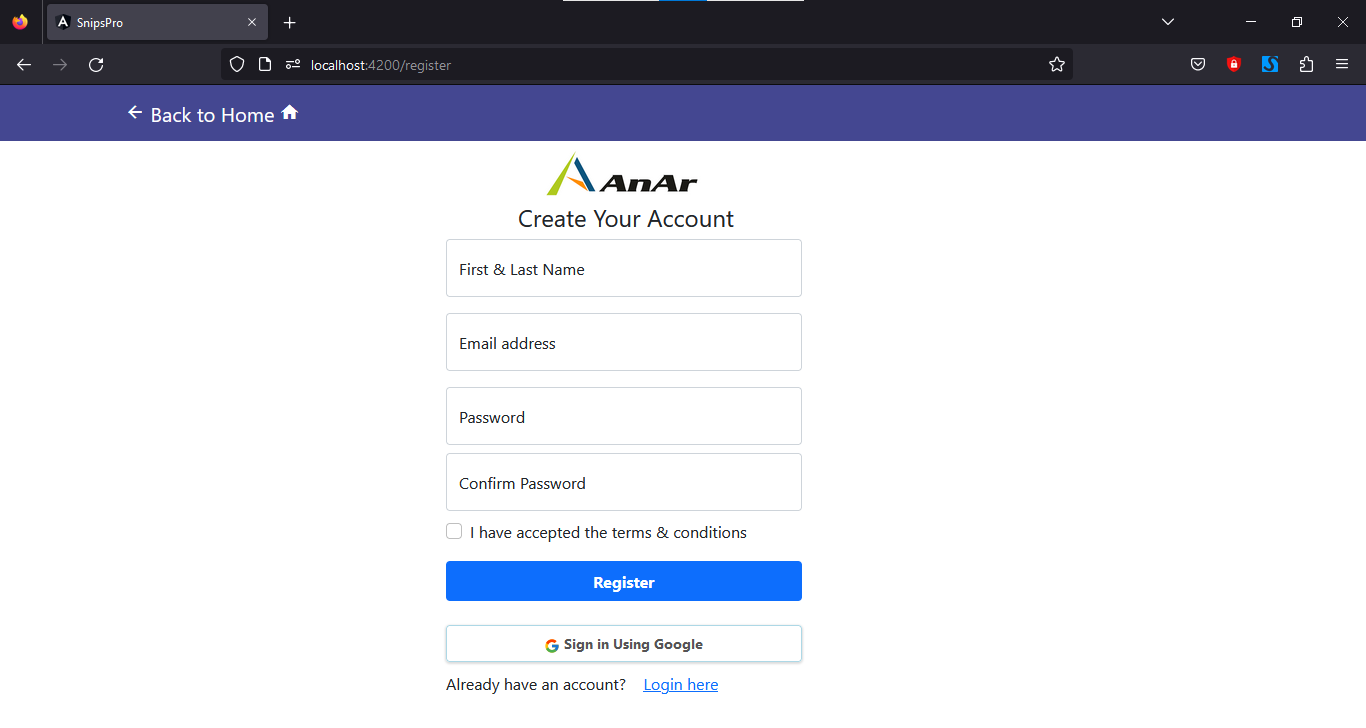 SnipsPro
localhost:4200/register
Back to Home
AnAr
Create Your Account
First & Last Name
Email address
Password
Confirm Password
I have accepted the terms & conditions
Register
Sign in Using Google
Already have an account? Login here